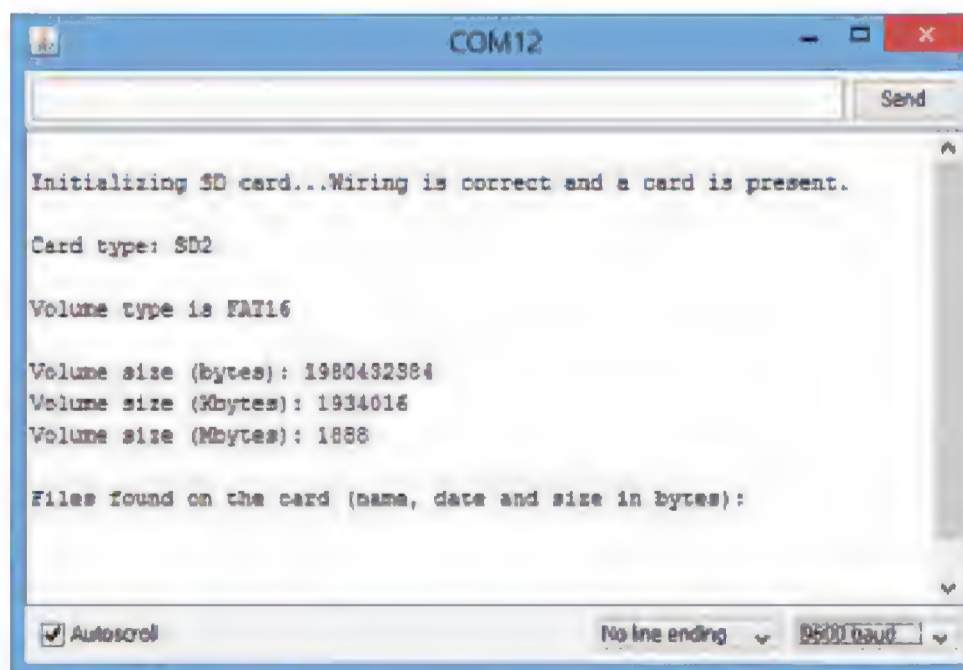 COM12
Send
Initializing SD card...Wiring is correct and a card is present.
Card type: SD2
Volume type is FAT16
Volume size (bytes): 1980432384
Volume size (Kbytes): 1934016
Volume size (Mbytes): 1888
Files found on the card (name, date and size in bytes):
Autoscroll
No line ending
9600 baud